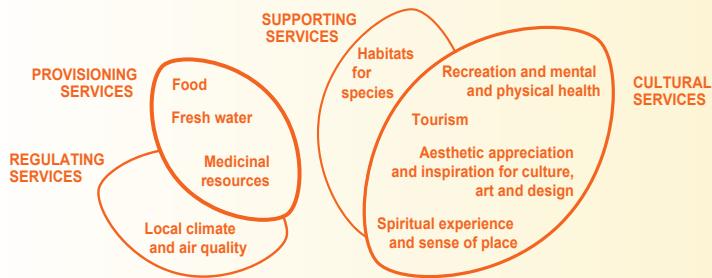 PROVISIONING
SERVICES
Food
Fresh water
Medicinal
resources
REGULATING
SERVICES
Local climate
and air quality
SUPPORTING
SERVICES
Habitats
for
species
Recreation and mental
and physical health
Tourism
Aesthetic appreciation
and inspiration for culture,
art and design
Spiritual experience
and sense of place
CULTURAL
SERVICES